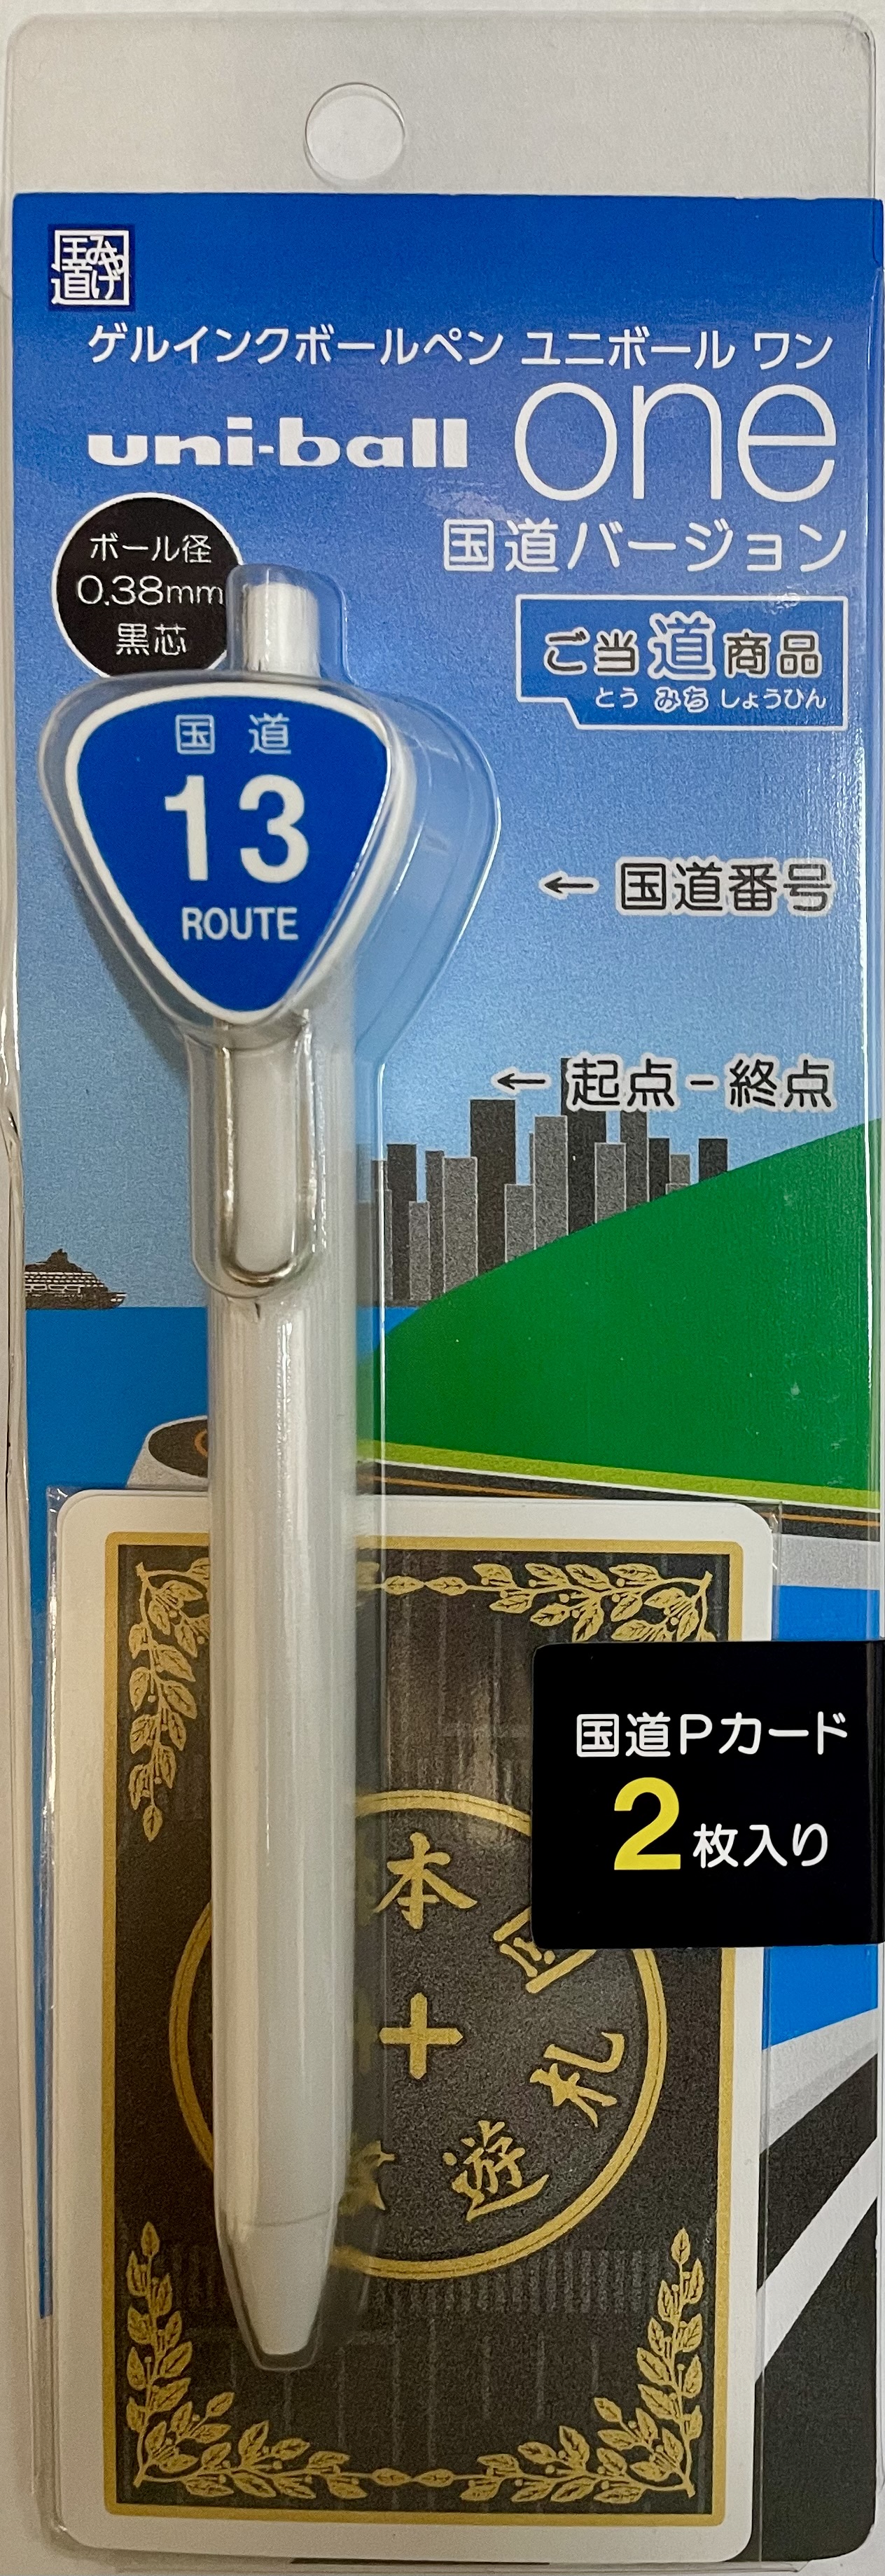 国道みやげ
ゲルインクボールペン ユニボール ワン
uni-ball one
国道バージョン
ボール径
0.38mm
黒芯
ご当道商品
とう みち しょうひん
国道
13
ROUTE
← 国道番号
← 起点－終点
国道Pカード
2枚入り
本
国
札
遊